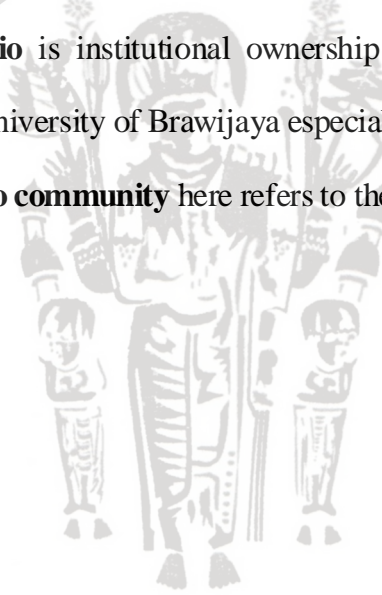 io is institutional ownership
niversity of Brawijaya especial
o community here refers to the